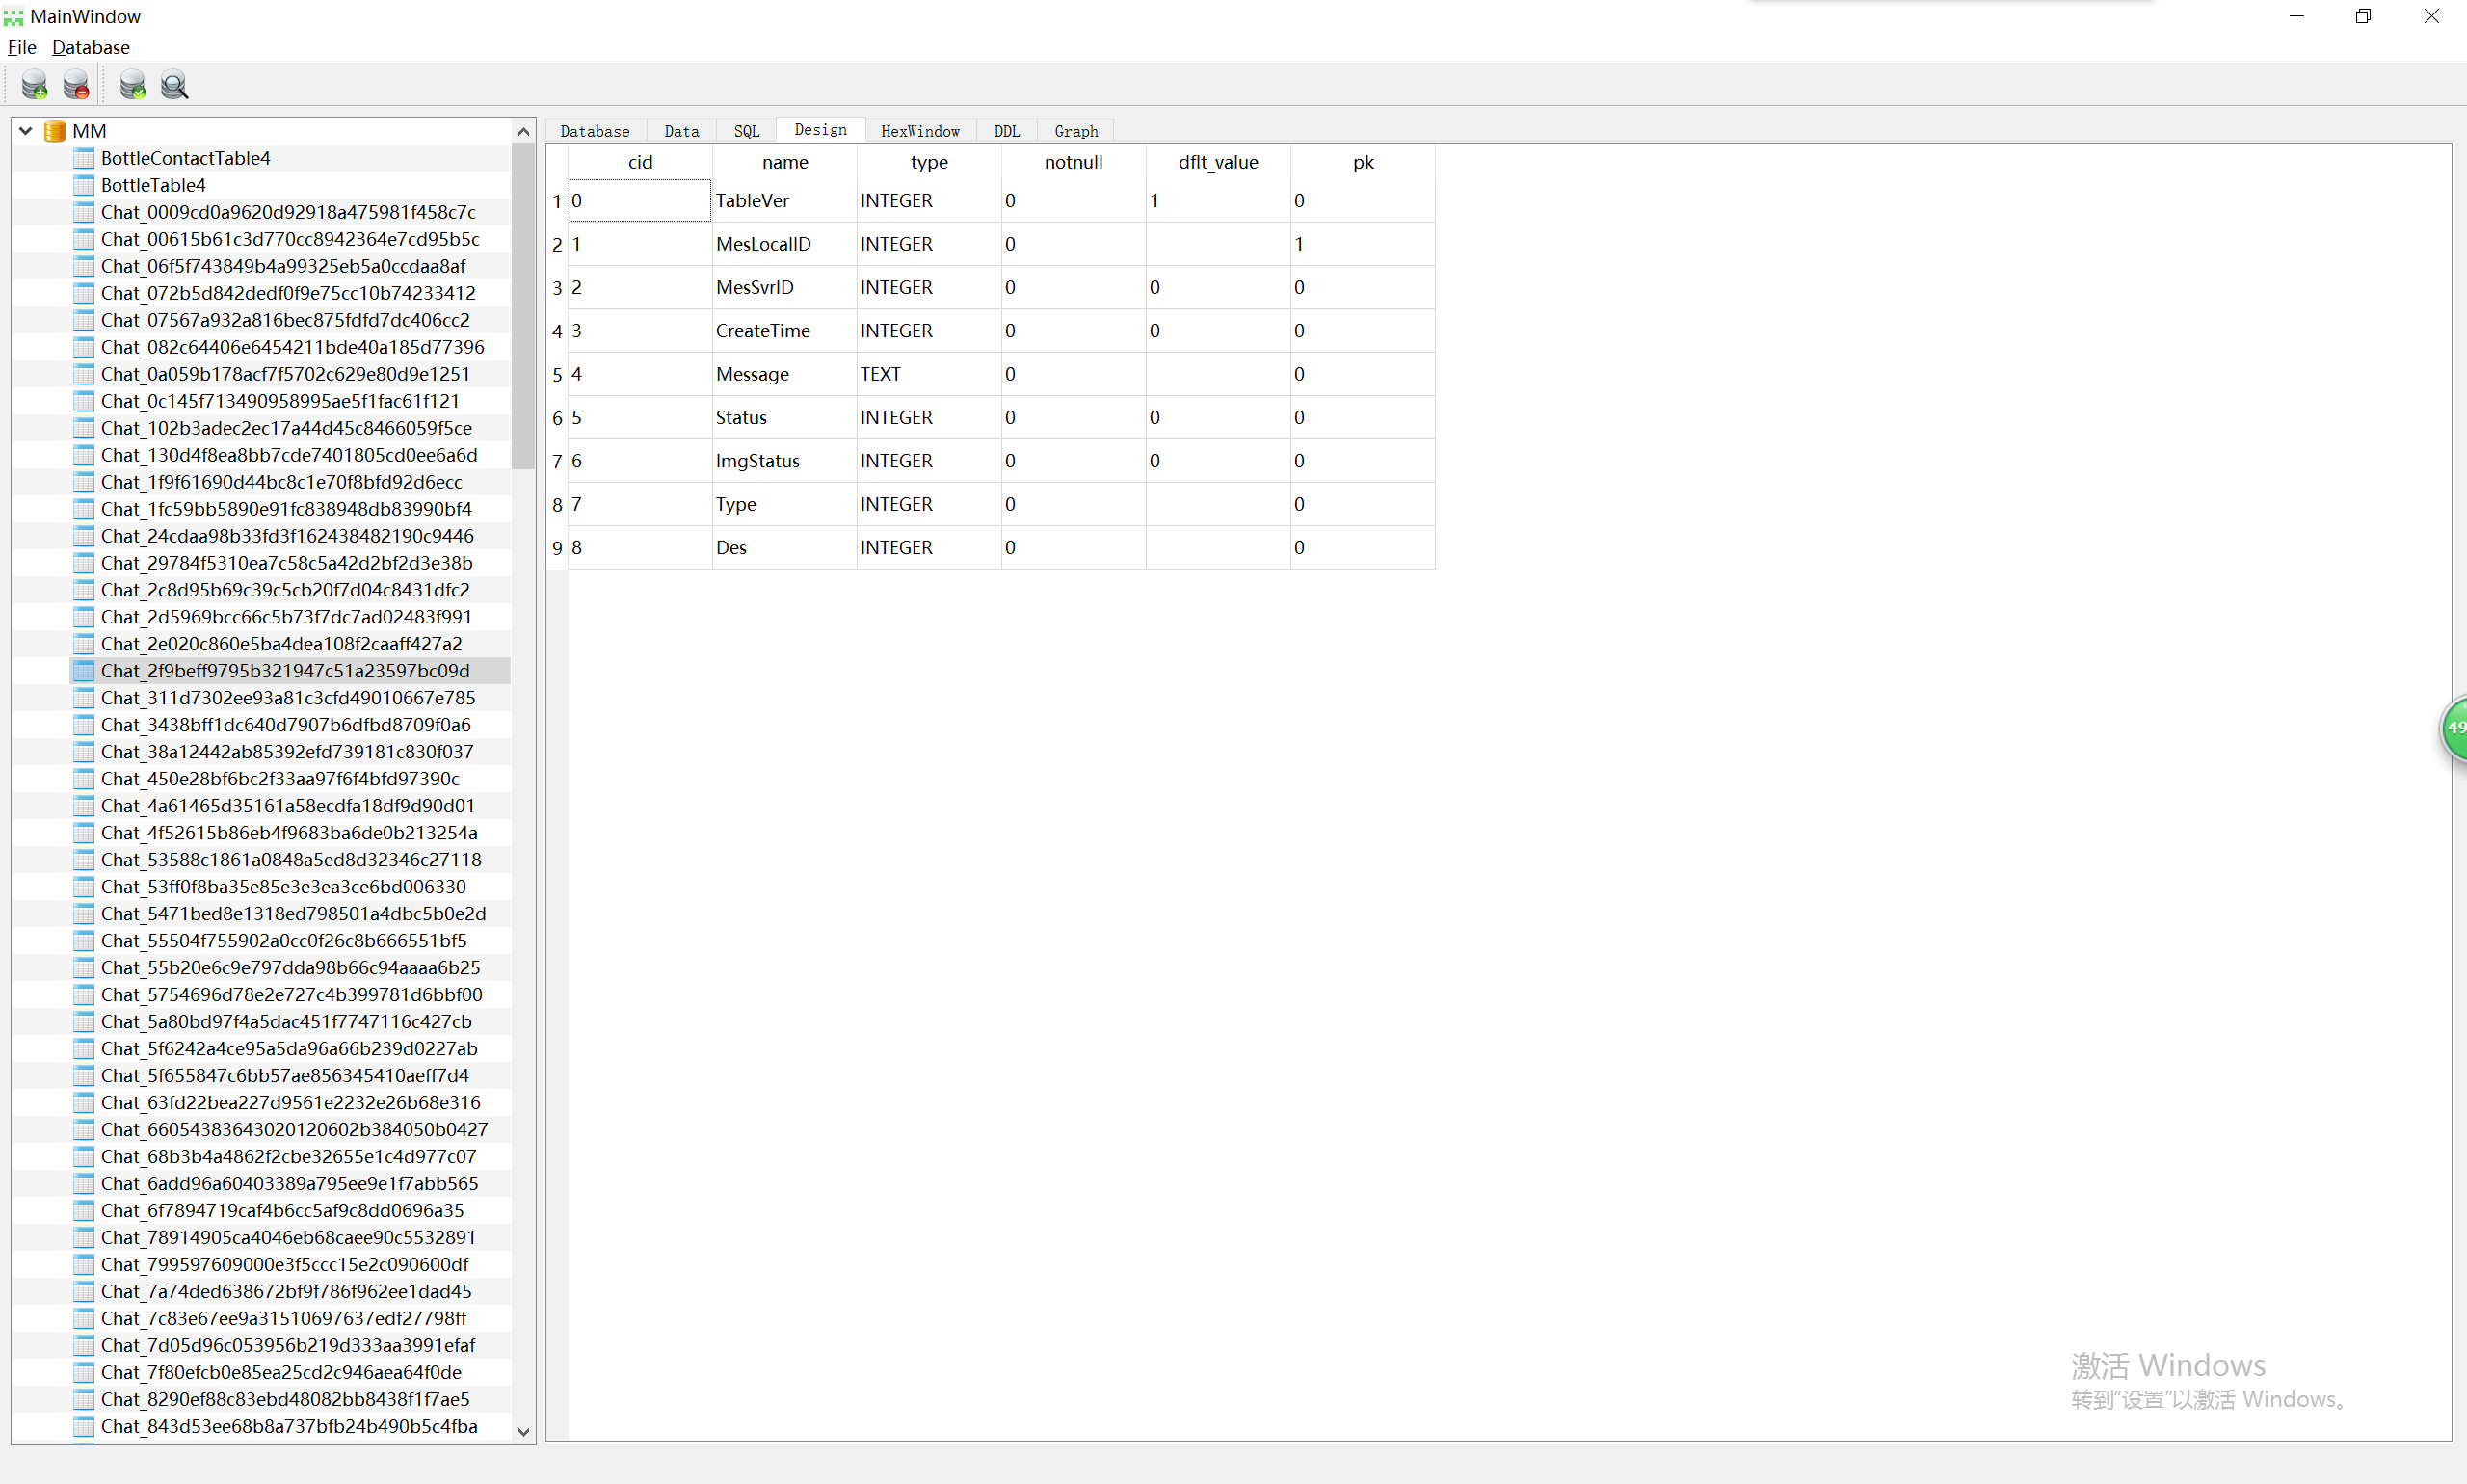 MainWindow
File Database
MM
BottleContactTable4
BottleTable4
Chat_0009cd0a9620d92918a475981f458c7c
Chat_00615b61c3d770cc8942364e7cd95b5c
Chat_06f5f743849b4a99325eb5a0ccdaa8af
Chat_072b5d842dedf0f9e75cc10b74233412
Chat_07567a932a816bec875fdfd7dc406cc2
Chat_082c64406e6454211bde40a185d77396
Chat_0a059b178acf7f5702c629e80d9e1251
Chat_0c145f713490958995ae5f1fac61f121
Chat_102b3adec2ec17a44d45c8466059f5ce
Chat_130d4f8ea8bb7cde7401805cd0ee6a6d
Chat_1f9f61690d44bc8c1e70f8bfd92d6ecc
Chat_1fc59bb5890e91fc838948db83990bf4
Chat_24cdaa98b33fd3f162438482190c9446
Chat_29784f5310ea7c58c5a42d2bf2d3e38b
Chat_2c8d95b69c39c5cb20f7d04c8431dfc2
Chat_2d5969bcc66c5b73f7dc7ad02483f991
Chat_2e020c860e5ba4dea108f2caaff427a2
Chat_2f9beff9795b321947c51a23597bc09d
Chat_311d7302ee93a81c3cfd49010667e785
Chat_3438bff1dc640d7907b6dfbd8709f0a6
Chat_38a12442ab85392efd739181c830f037
Chat_450e28bf6bc2f33aa97f6f4bfd97390c
Chat_4a61465d35161a58ecdfa18df9d90d01
Chat_4f52615b86eb4f9683ba6de0b213254a
Chat_53588c1861a0848a5ed8d32346c27118
Chat_53ff0f8ba35e85e3e3ea3ce6bd006330
Chat_5471bed8e1318ed798501a4dbc5b0e2d
Chat_55504f755902a0cc0f26c8b666551bf5
Chat_55b20e6c9e797dda98b66c94aaaa6b25
Chat_5754696d78e2e727c4b399781d6bbf00
Chat_5a80bd97f4a5dac451f7747116c427cb
Chat_5f6242a4ce95a5da96a66b239d0227ab
Chat_5f655847c6bb57ae856345410aeff7d4
Chat_63fd22bea227d9561e2232e26b68e316
Chat_66054383643020120602b384050b0427
Chat_68b3b4a4862f2cbe32655e1c4d977c07
Chat_6add96a60403389a795ee9e1f7abb565
Chat_6f7894719caf4b6cc5af9c8dd0696a35
Chat_78914905ca4046eb68caee90c5532891
Chat_799597609000e3f5ccc15e2c090600df
Chat_7a74ded638672bf9f786f962ee1dad45
Chat_7c83e67ee9a31510697637edf27798ff
Chat_7d05d96c053956b219d333aa3991efaf
Chat_7f80efcb0e85ea25cd2c946aea64f0de
Chat_8290ef88c83ebd48082bb8438f1f7ae5
Chat_843d53ee68b8a737bfb24b490b5c4fba
Database Data SQL Design HexWindow DDL Graph
cid name type notnull dflt_value pk
1 0 TableVer INTEGER 0 1 0
2 1 MesLocalID INTEGER 0 1
3 2 MesSvrID INTEGER 0 0 0
4 3 CreateTime INTEGER 0 0 0
5 4 Message TEXT 0 0
6 5 Status INTEGER 0 0 0
7 6 ImgStatus INTEGER 0 0 0
8 7 Type INTEGER 0 0
9 8 Des INTEGER 0 0
49
激活 Windows
转到"设置"以激活 Windows。